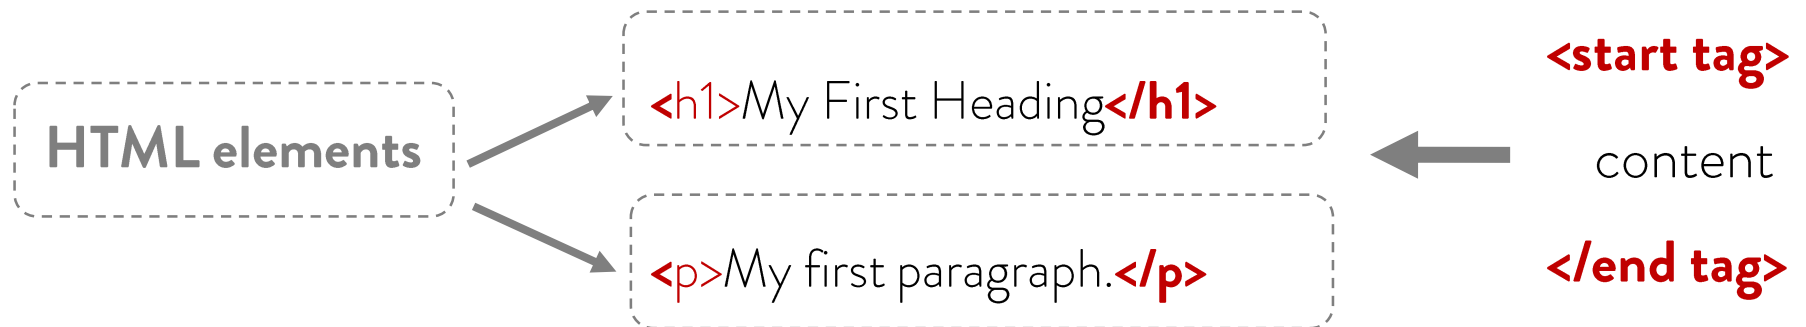 HTML elements
<h1>My First Heading</h1>
<p>My first paragraph.</p>
<start tag>
content
</end tag>